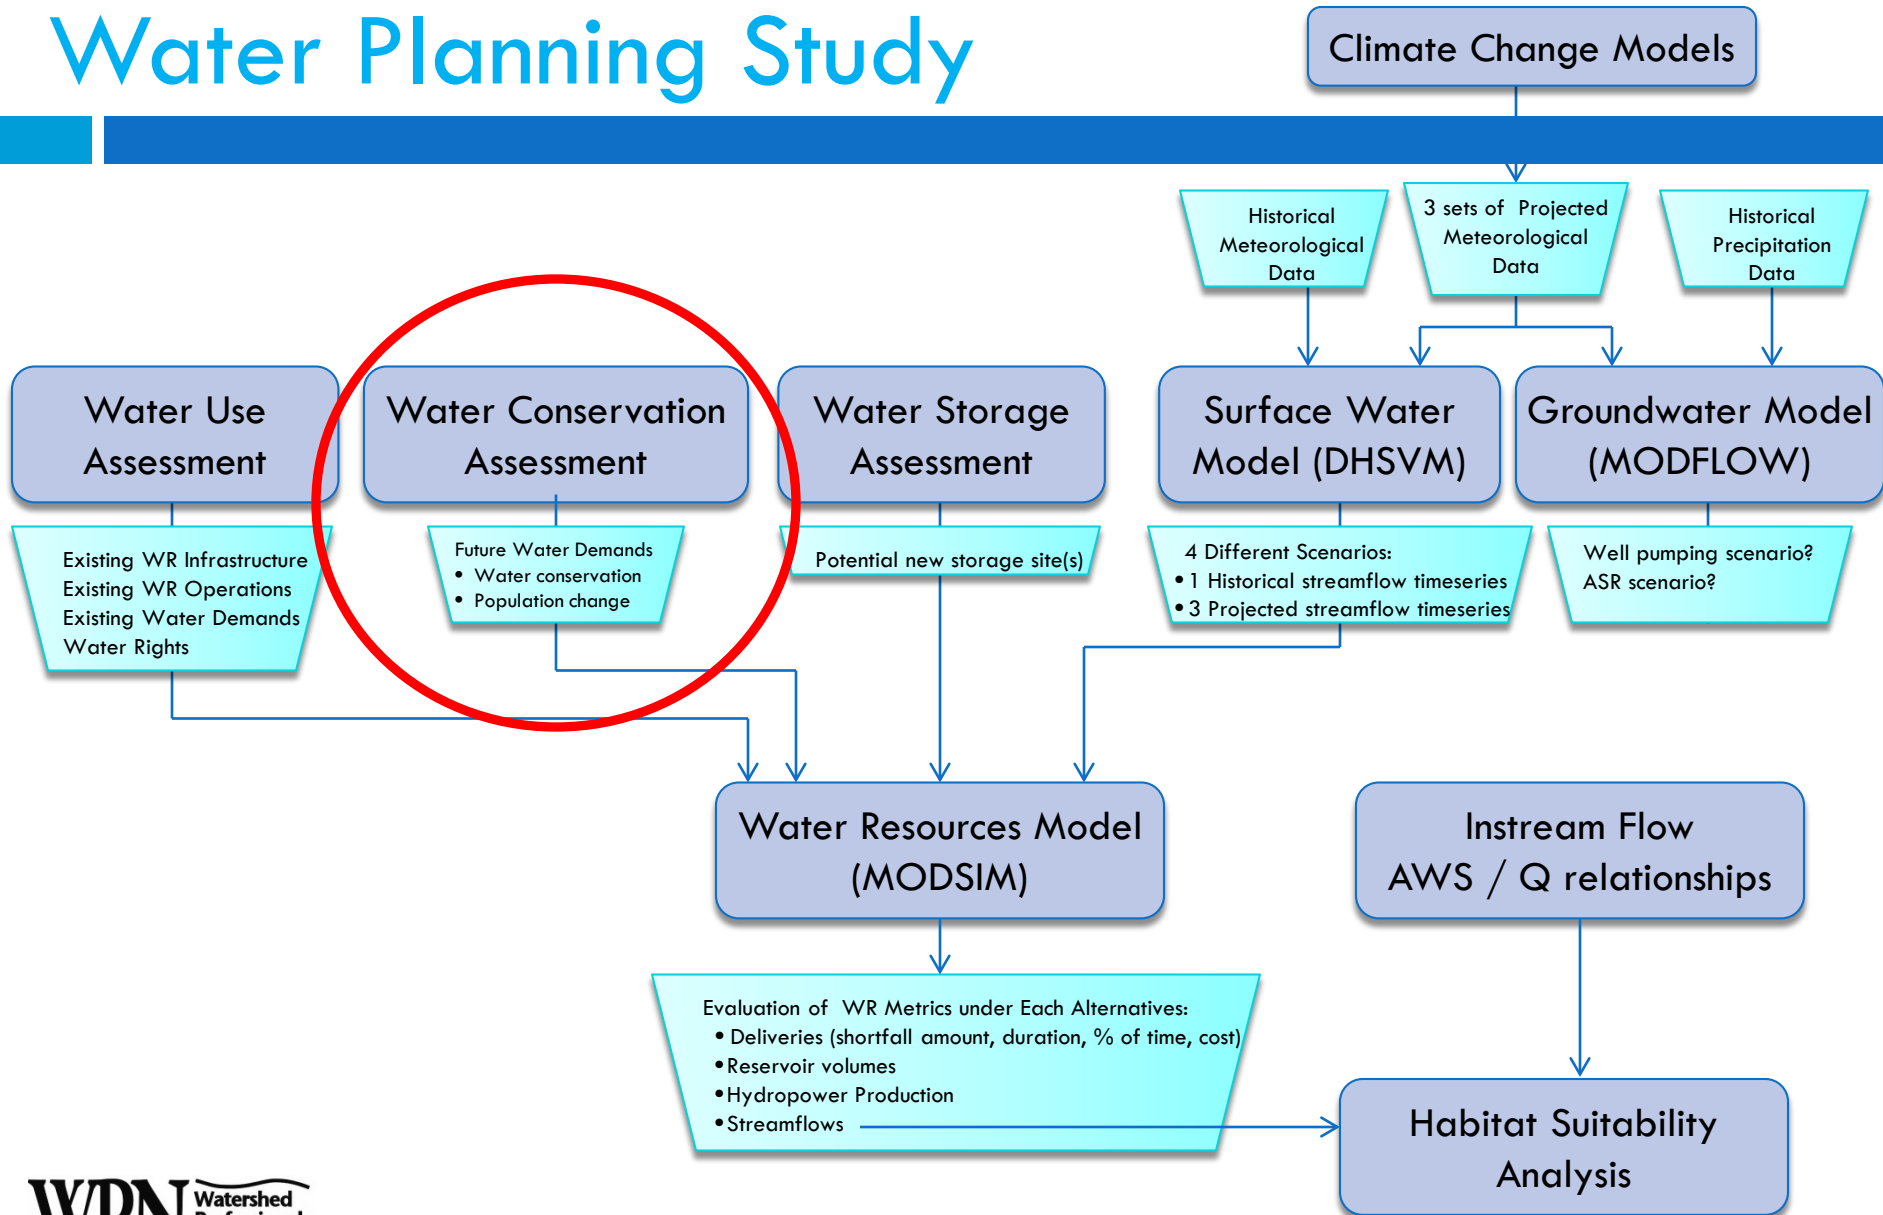 Water Planning Study
Climate Change Models
Historical
Meteorological
Data
3 sets of Projected
Meteorological
Data
Historical
Precipitation
Data
Water Use
Assessment
Water Conservation
Assessment
Water Storage
Assessment
Surface Water
Model (DHSVM)
Groundwater Model
(MODFLOW)
Existing WR Infrastructure
Existing WR Operations
Existing Water Demands
Water Rights
Future Water Demands
• Water conservation
• Population change
Potential new storage site(s)
4 Different Scenarios:
• 1 Historical streamflow timeseries
• 3 Projected streamflow timeseries
Well pumping scenario?
ASR scenario?
Water Resources Model
(MODSIM)
Instream Flow
AWS / Q relationships
Evaluation of WR Metrics under Each Alternatives:
• Deliveries (shortfall amount, duration, % of time, cost)
• Reservoir volumes
• Hydropower Production
• Streamflows
Habitat Suitability
Analysis
WPN Watershed